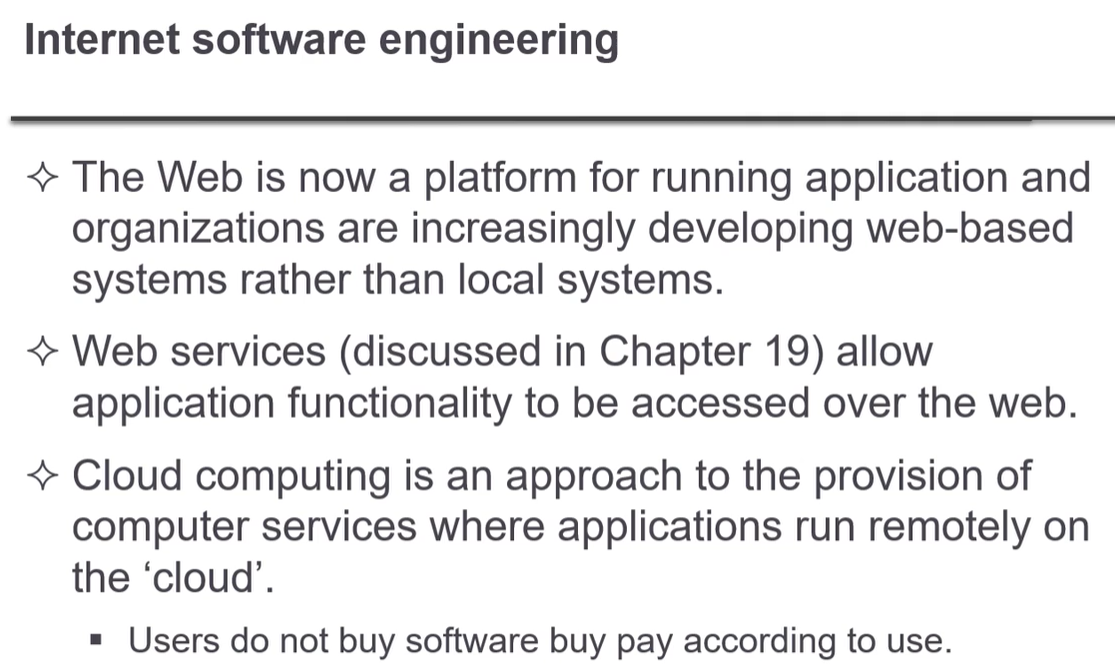 Internet software engineering
✧ The Web is now a platform for running application and
organizations are increasingly developing web-based
systems rather than local systems.
✧ Web services (discussed in Chapter 19) allow
application functionality to be accessed over the web.
✧ Cloud computing is an approach to the provision of
computer services where applications run remotely on
the ‘cloud’.
▪ Users do not buy software buy pay according to use.